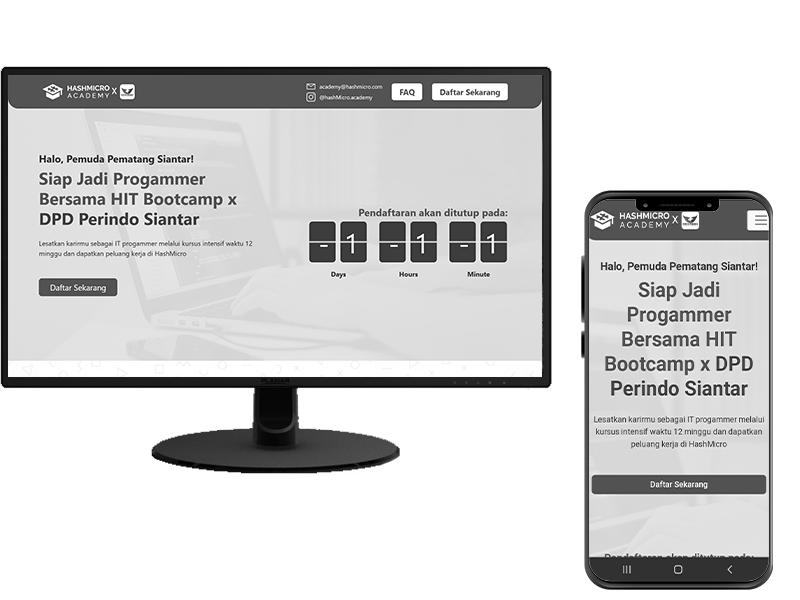 HASHMICRO X
ACADEMY
academy@hashmicro.com
@hashMicro.academy
FAQ
Daftar Sekarang
Halo, Pemuda Pematang Siantar!
Siap Jadi Progammer
Bersama HIT Bootcamp x
DPD Perindo Siantar
Lesatkan karirmu sebagai IT progammer melalui kursus intensif waktu 12
minggu dan dapatkan peluang kerja di HashMicro
Daftar Sekarang
Pendaftaran akan ditutup pada:
- 1 - 1 - 1
Days Hours Minute
HASHMICRO X
ACADEMY
Halo, Pemuda Pematang Siantar!
Siap Jadi
Progammer
Bersama HIT
Bootcamp x DPD
Perindo Siantar
Lesatkan karirmu sebagai IT progammer melalui
kursus intensif waktu 12 minggu dan dapatkan
peluang kerja di HashMicro
Daftar Sekarang
Pendaftaran akan ditutup pada: